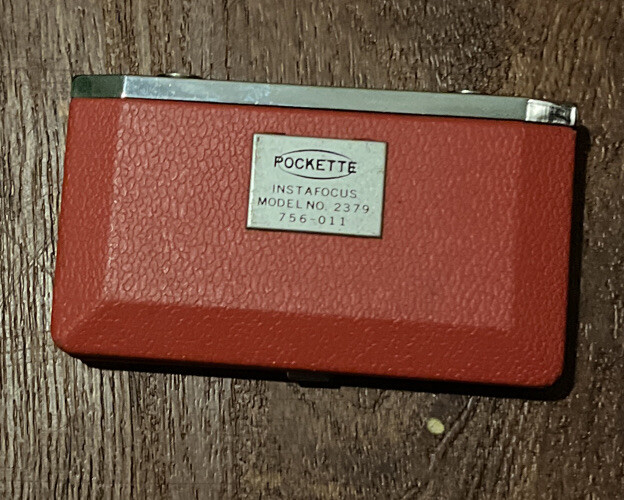 POCKETTE
INSTAFOCUS
MODEL NO. 2379
756-011